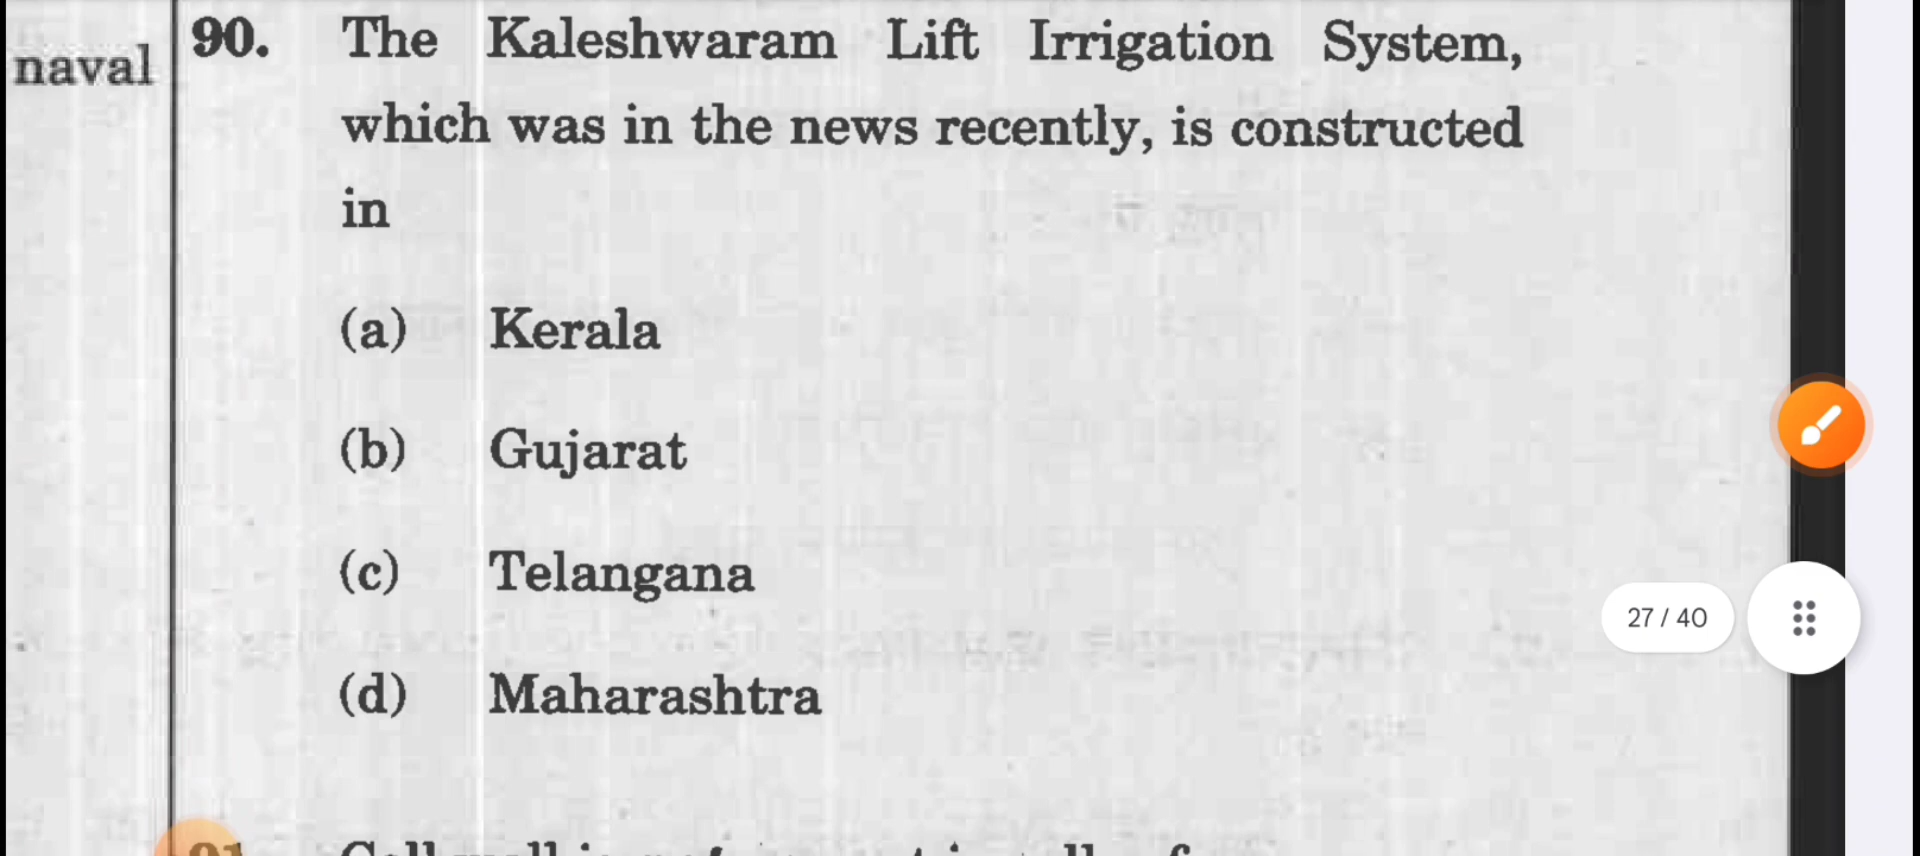 naval
90. The Kaleshwaram Lift Irrigation System,
which was in the news recently, is constructed
in
(a) Kerala
(b) Gujarat
(c) Telangana
(d) Maharashtra
27 / 40
91.